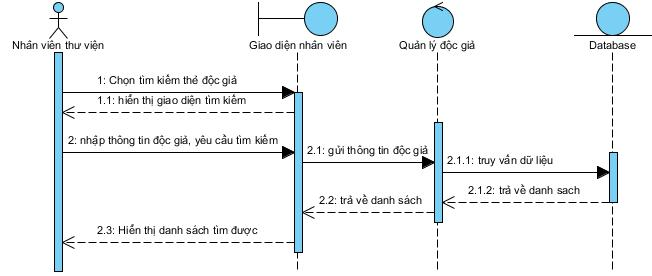 Nhân viên thư viện
Giao diện nhân viên
Quản lý độc giả
Database
1: Chọn tìm kiếm thẻ độc giả
1.1: hiển thị giao diện tìm kiếm
2: nhập thông tin độc giả, yêu cầu tìm kiếm
2.1: gửi thông tin độc giả
2.1.1: truy vấn dữ liệu
2.1.2: trả về danh sach
2.2: trả về danh sách
2.3: Hiển thị danh sách tìm được